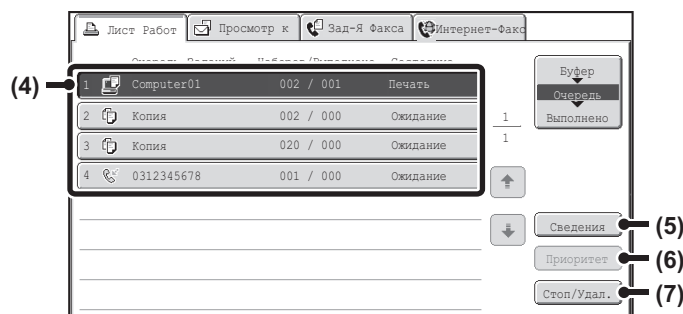 Лист Работ Просмотр к Зад-Я Факса Интернет-Факс
1 Computer01 002 / 001 Печать
2 Копия 002 / 000 Ожидание
3 Копия 020 / 000 Ожидание
4 0312345678 001 / 000 Ожидание
1
1
Буфер
Очередь
Выполнено
Сведения
Приоритет
Стоп/Удал.
(4)
(5)
(6)
(7)